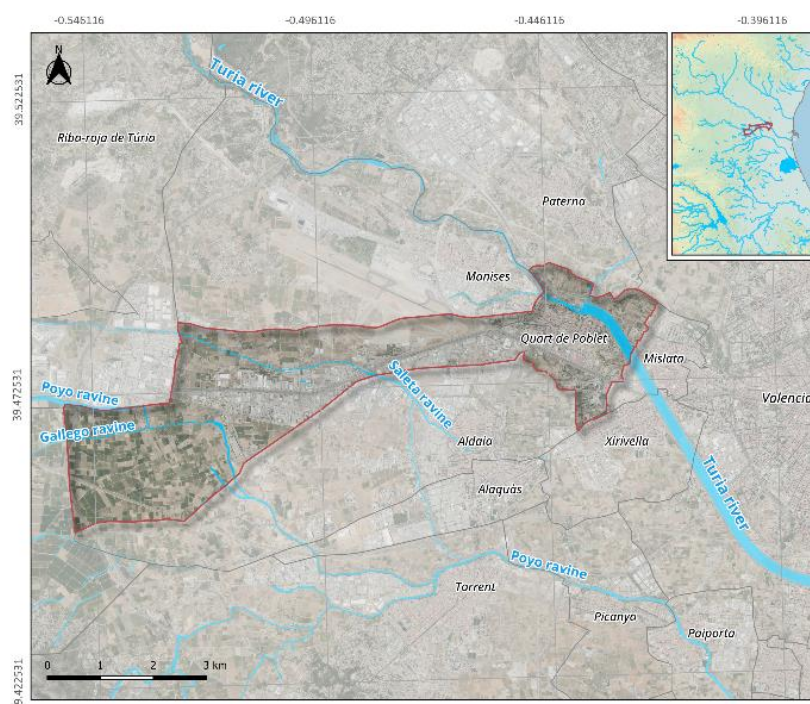 -0.546116
-0.496116
-0.446116
-0.396116
39.522531
39.472531
9.422531
N
Turia river
Riba-roja de Túria
Paterna
Monises
Quart de Poblet
Mislata
Saleta ravine
Poyo ravine
Valencia
Gallego ravine
Aldaia
Xirivella
Turia river
Alaquàs
Poyo ravine
Torrent
Picanya
Paiporta
0 1 2 3 km